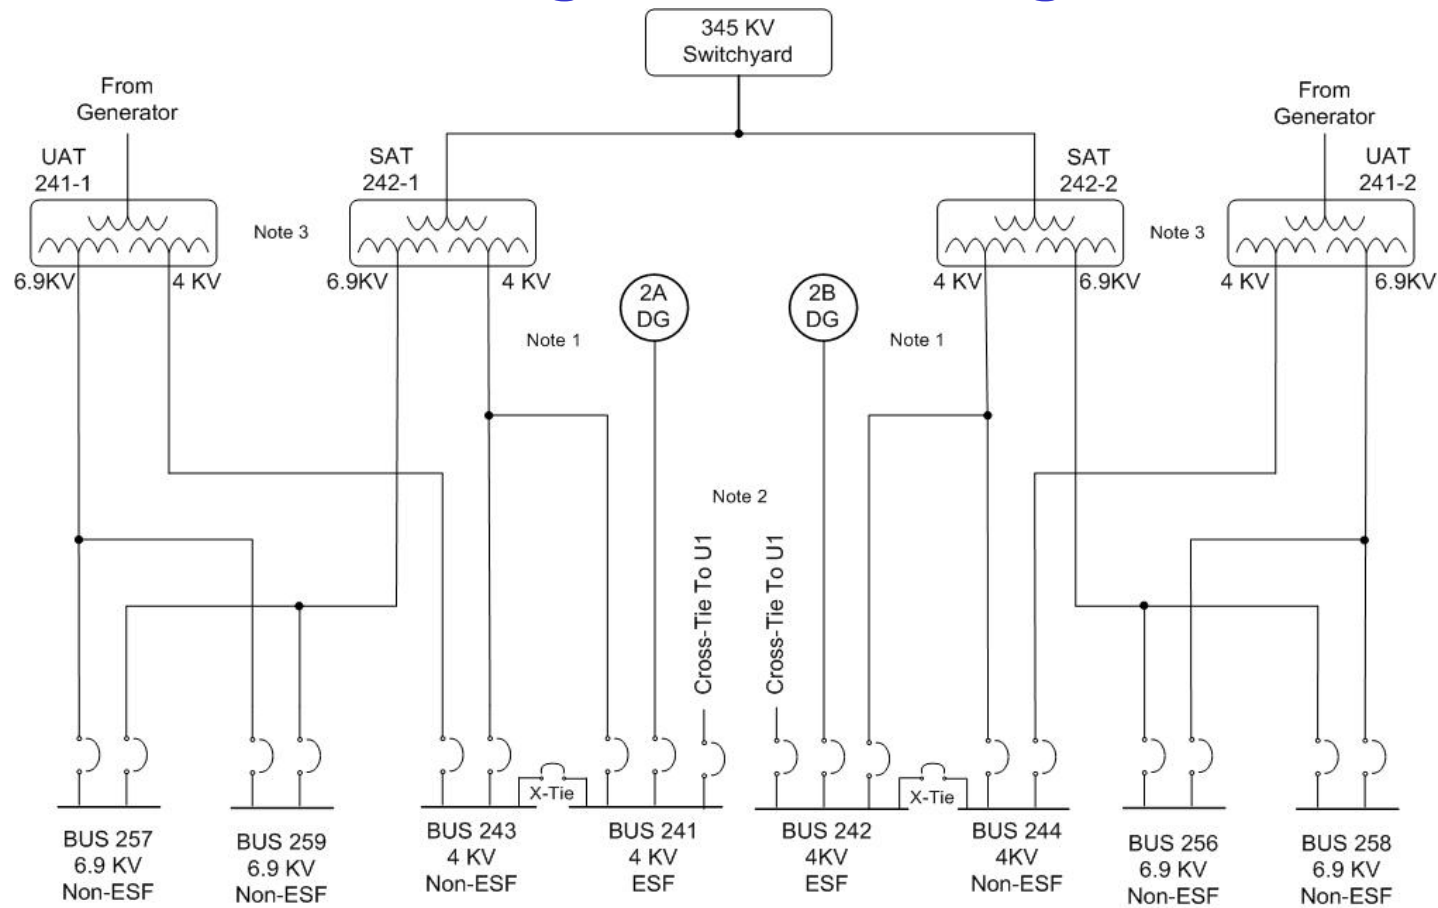 345 KV
Switchyard
From
Generator
From
Generator
UAT
241-1
SAT
242-1
SAT
242-2
UAT
241-2
Note 3
Note 3
6.9KV
4 KV
6.9KV
4 KV
4 KV
6.9KV
4 KV
6.9KV
2A
DG
2B
DG
Note 1
Note 1
Note 2
Cross-Tie To U1
Cross-Tie To U1
X-Tie
X-Tie
BUS 257
6.9 KV
Non-ESF
BUS 259
6.9 KV
Non-ESF
BUS 243
4 KV
Non-ESF
BUS 241
4 KV
ESF
BUS 242
4KV
ESF
BUS 244
4KV
Non-ESF
BUS 256
6.9 KV
Non-ESF
BUS 258
6.9 KV
Non-ESF